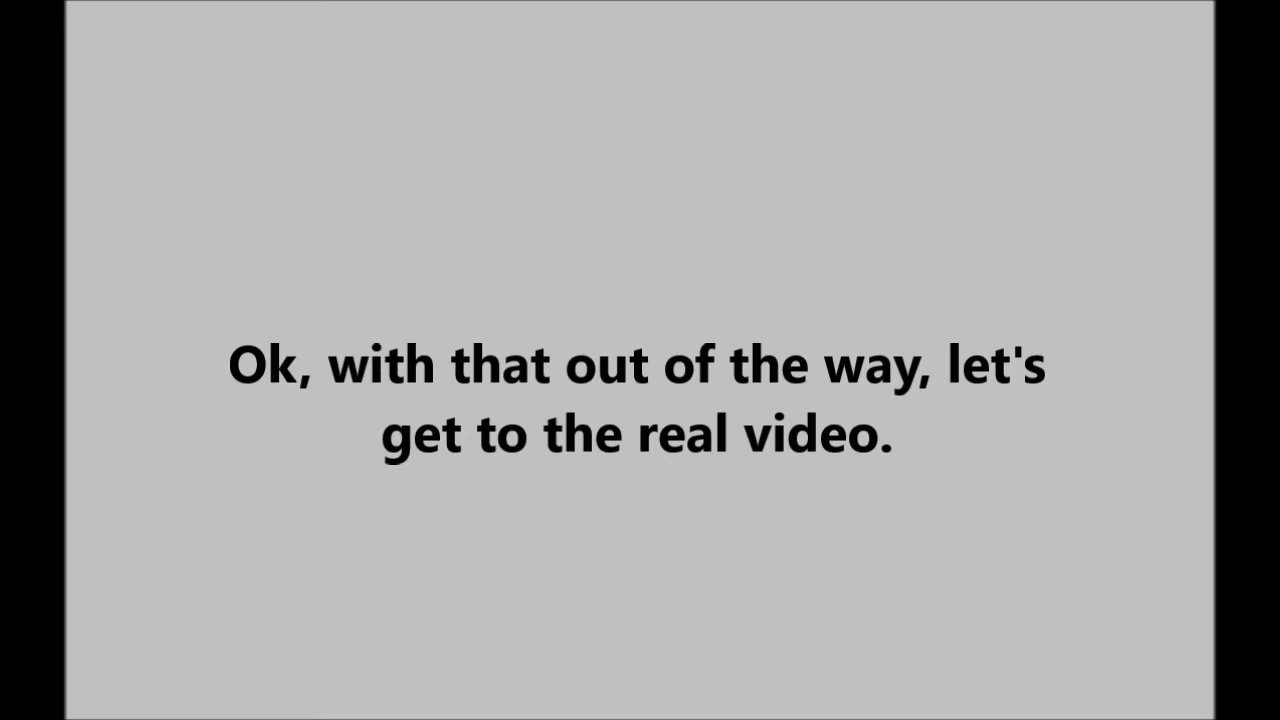 Ok, with that out of the way, let's
get to the real video.